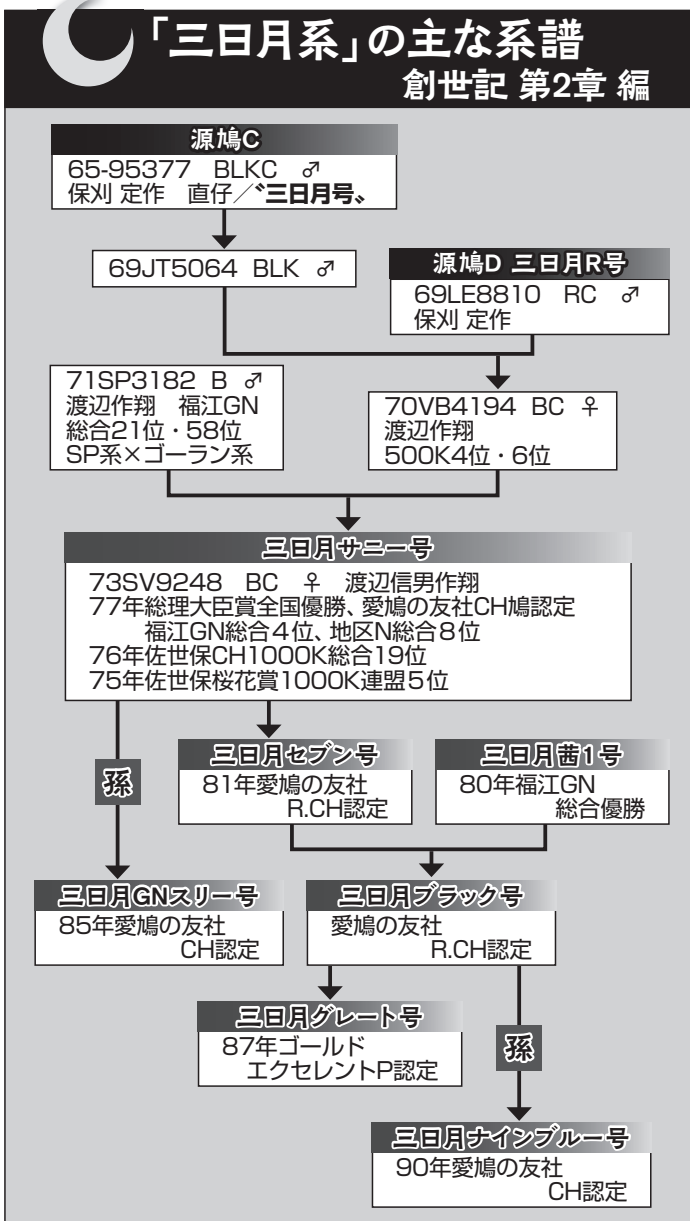 「三日月系」の主な系譜
創世記 第2章 編
源鳩C
65-95377 BLKC ♂
保刈 定作 直仔／〝三日月号〟
69JT5064 BLK ♂
源鳩D 三日月R号
69LE8810 RC ♂
保刈 定作
71SP3182 B ♂
渡辺作翔 福江GN
総合21位・58位
SP系×ゴーラン系
70VB4194 BC ♀
渡辺作翔
500K4位・6位
三日月サニー号
73SV9248 BC ♀ 渡辺信男作翔
77年総理大臣賞全国優勝、愛鳩の友社CH鳩認定
福江GN総合4位、地区N総合8位
76年佐世保CH1000K総合19位
75年佐世保桜花賞1000K連盟5位
孫
三日月セブン号
81年愛鳩の友社
R.CH認定
三日月茜1号
80年福江GN
総合優勝
三日月GNスリー号
85年愛鳩の友社
CH認定
三日月ブラック号
愛鳩の友社
R.CH認定
三日月グレート号
87年ゴールド
エクセレントP認定
孫
三日月ナインブルー号
90年愛鳩の友社
CH認定